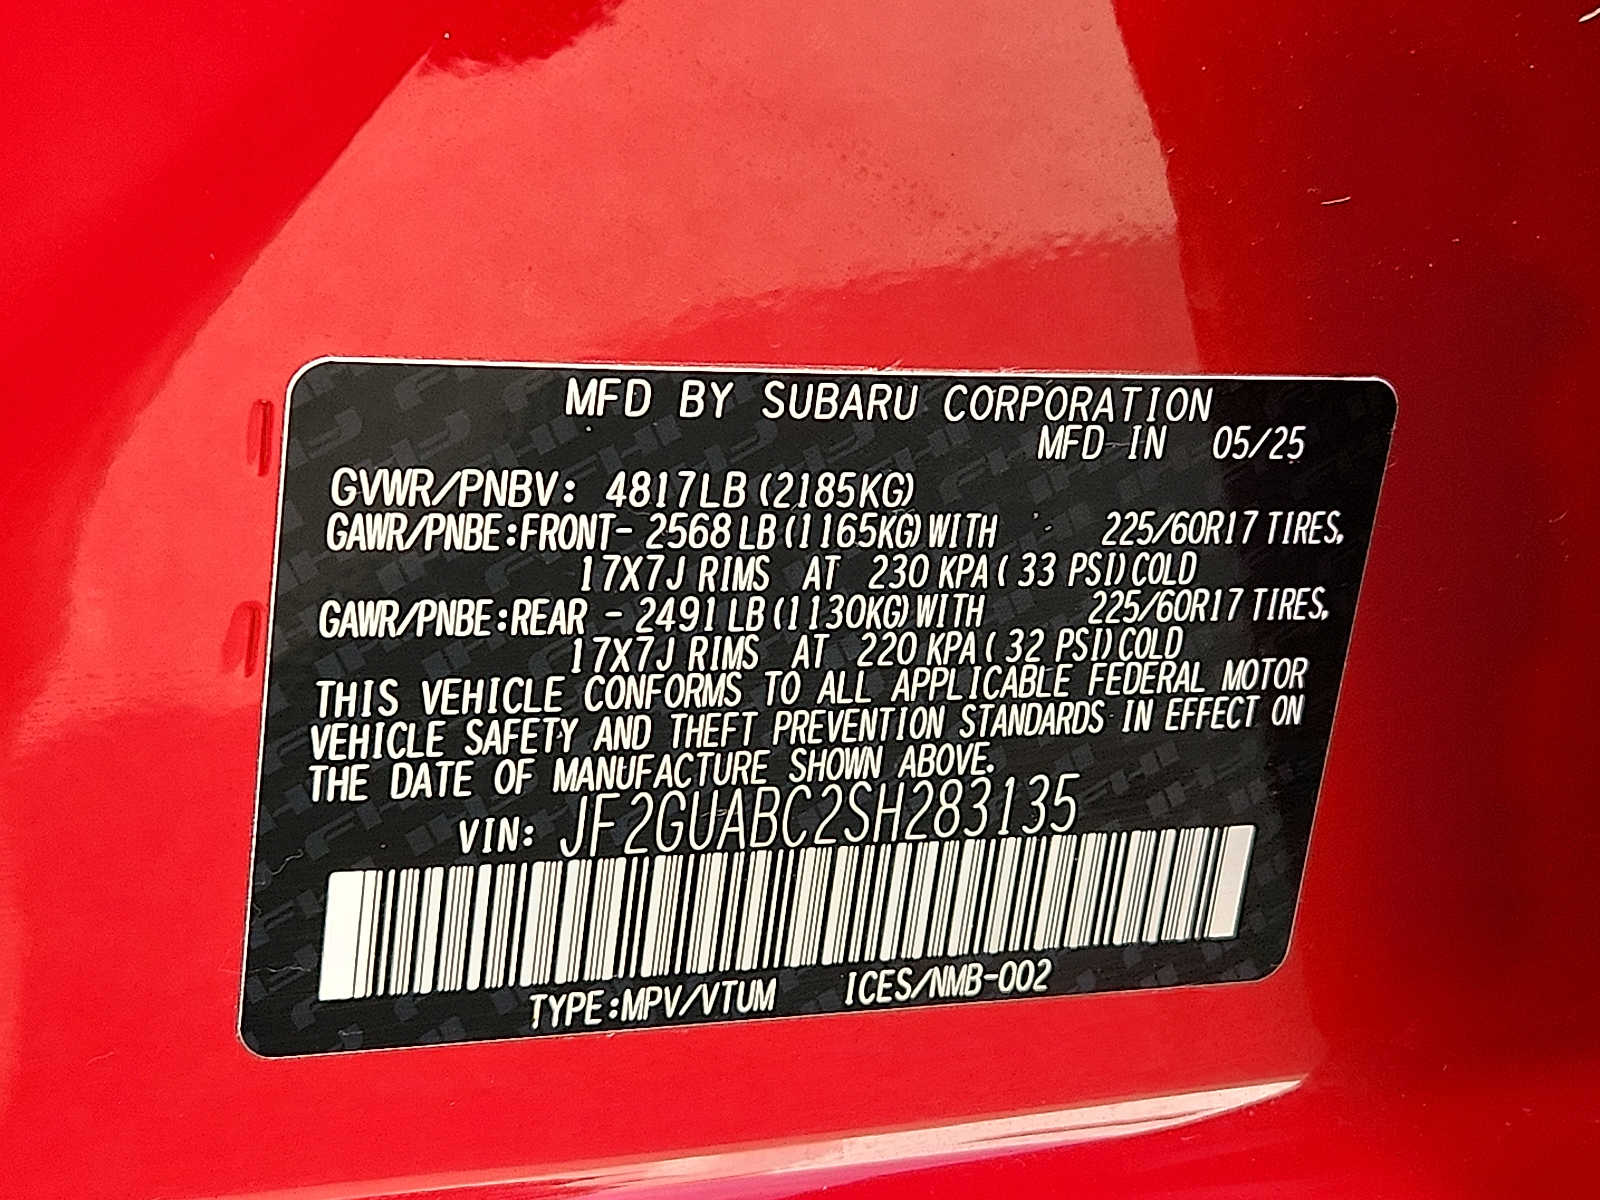 MFD BY SUBARU CORPORATION
MFD IN 05/25
GVWR/PNBV: 4817LB (2185KG)
GAWR/PNBE:FRONT- 2568 LB (1165KG) WITH 225/60R17 TIRES,
17X7J RIMS AT 230 KPA ( 33 PSI) COLD
GAWR/PNBE:REAR - 2491 LB (1130KG) WITH 225/60R17 TIRES,
17X7J RIMS AT 220 KPA ( 32 PSI) COLD
THIS VEHICLE CONFORMS TO ALL APPLICABLE FEDERAL MOTOR
VEHICLE SAFETY AND THEFT PREVENTION STANDARDS IN EFFECT ON
THE DATE OF MANUFACTURE SHOWN ABOVE.
VIN: JF2GUABC2SH283135
TYPE:MPV/VTUM ICES/NMB-002